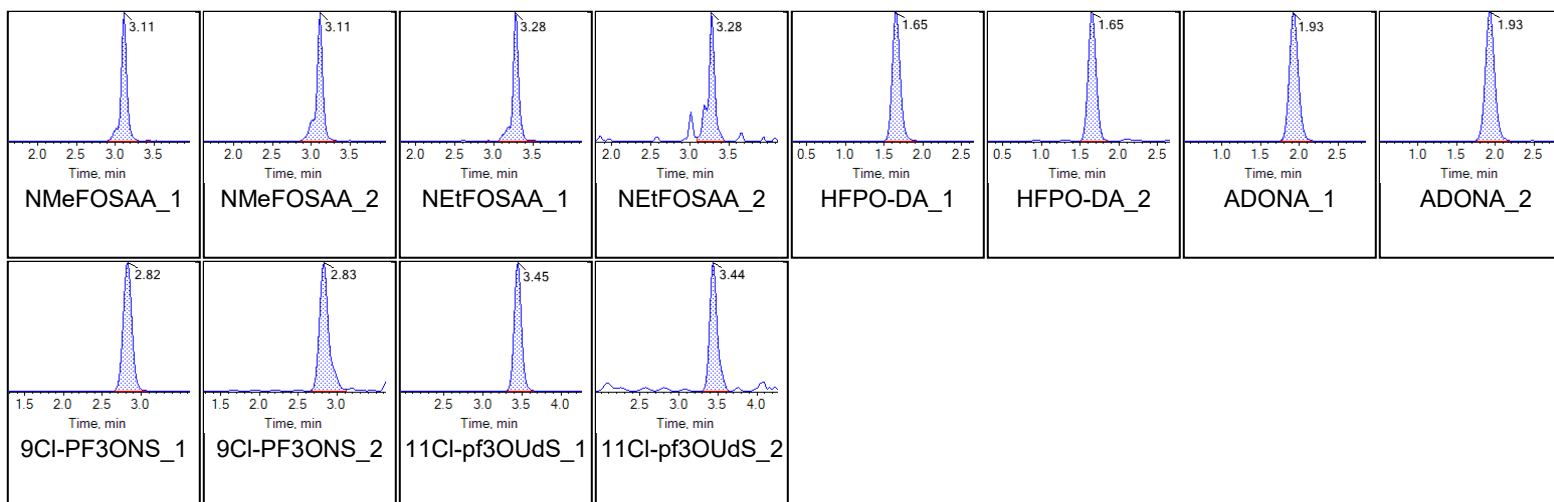 3.11 3.11 3.28 3.28 1.65 1.65 1.93 1.93
2.0 2.5 3.0 3.5 2.0 2.5 3.0 3.5 2.0 2.5 3.0 3.5 2.0 2.5 3.0 3.5 0.5 1.0 1.5 2.0 2.5 0.5 1.0 1.5 2.0 2.5 1.0 1.5 2.0 2.5 1.0 1.5 2.0 2.5
Time, min Time, min Time, min Time, min Time, min Time, min Time, min Time, min
NMeFOSAA_1 NMeFOSAA_2 NEtFOSAA_1 NEtFOSAA_2 HFPO-DA_1 HFPO-DA_2 ADONA_1 ADONA_2
2.82 2.83 3.45 3.44
1.5 2.0 2.5 3.0 1.5 2.0 2.5 3.0 2.5 3.0 3.5 4.0 2.5 3.0 3.5 4.0
Time, min Time, min Time, min Time, min
9Cl-PF3ONS_1 9Cl-PF3ONS_2 11Cl-pf3OUdS_1 11Cl-pf3OUdS_2